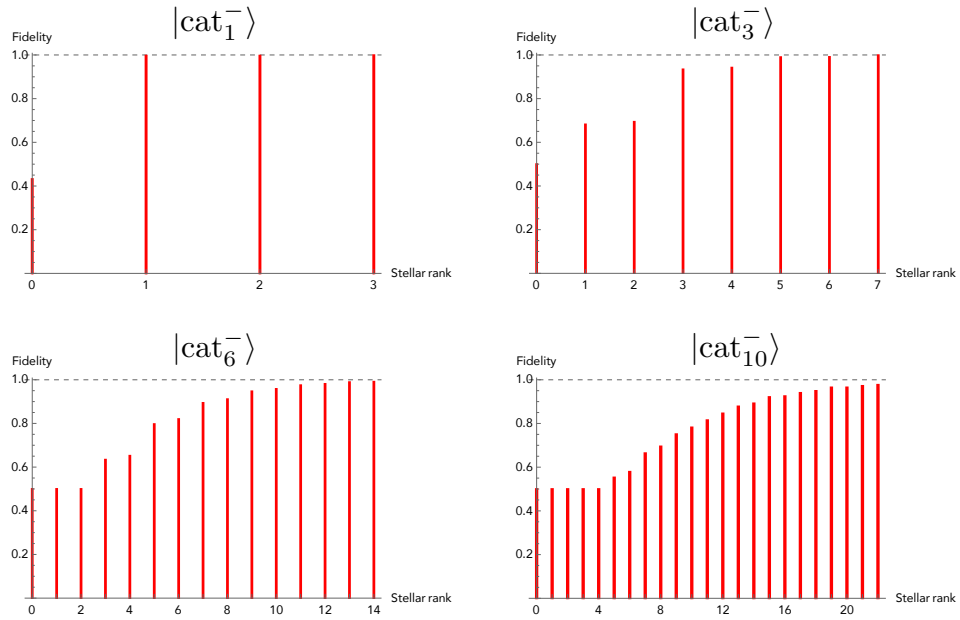 |cat₁⁻⟩
Fidelity
1.0
0.8
0.6
0.4
0.2
0 1 2 3
Stellar rank
|cat₃⁻⟩
Fidelity
1.0
0.8
0.6
0.4
0.2
0 1 2 3 4 5 6 7
Stellar rank
|cat₆⁻⟩
Fidelity
1.0
0.8
0.6
0.4
0.2
0 2 4 6 8 10 12 14
Stellar rank
|cat₁₀⁻⟩
Fidelity
1.0
0.8
0.6
0.4
0.2
0 4 8 12 16 20
Stellar rank